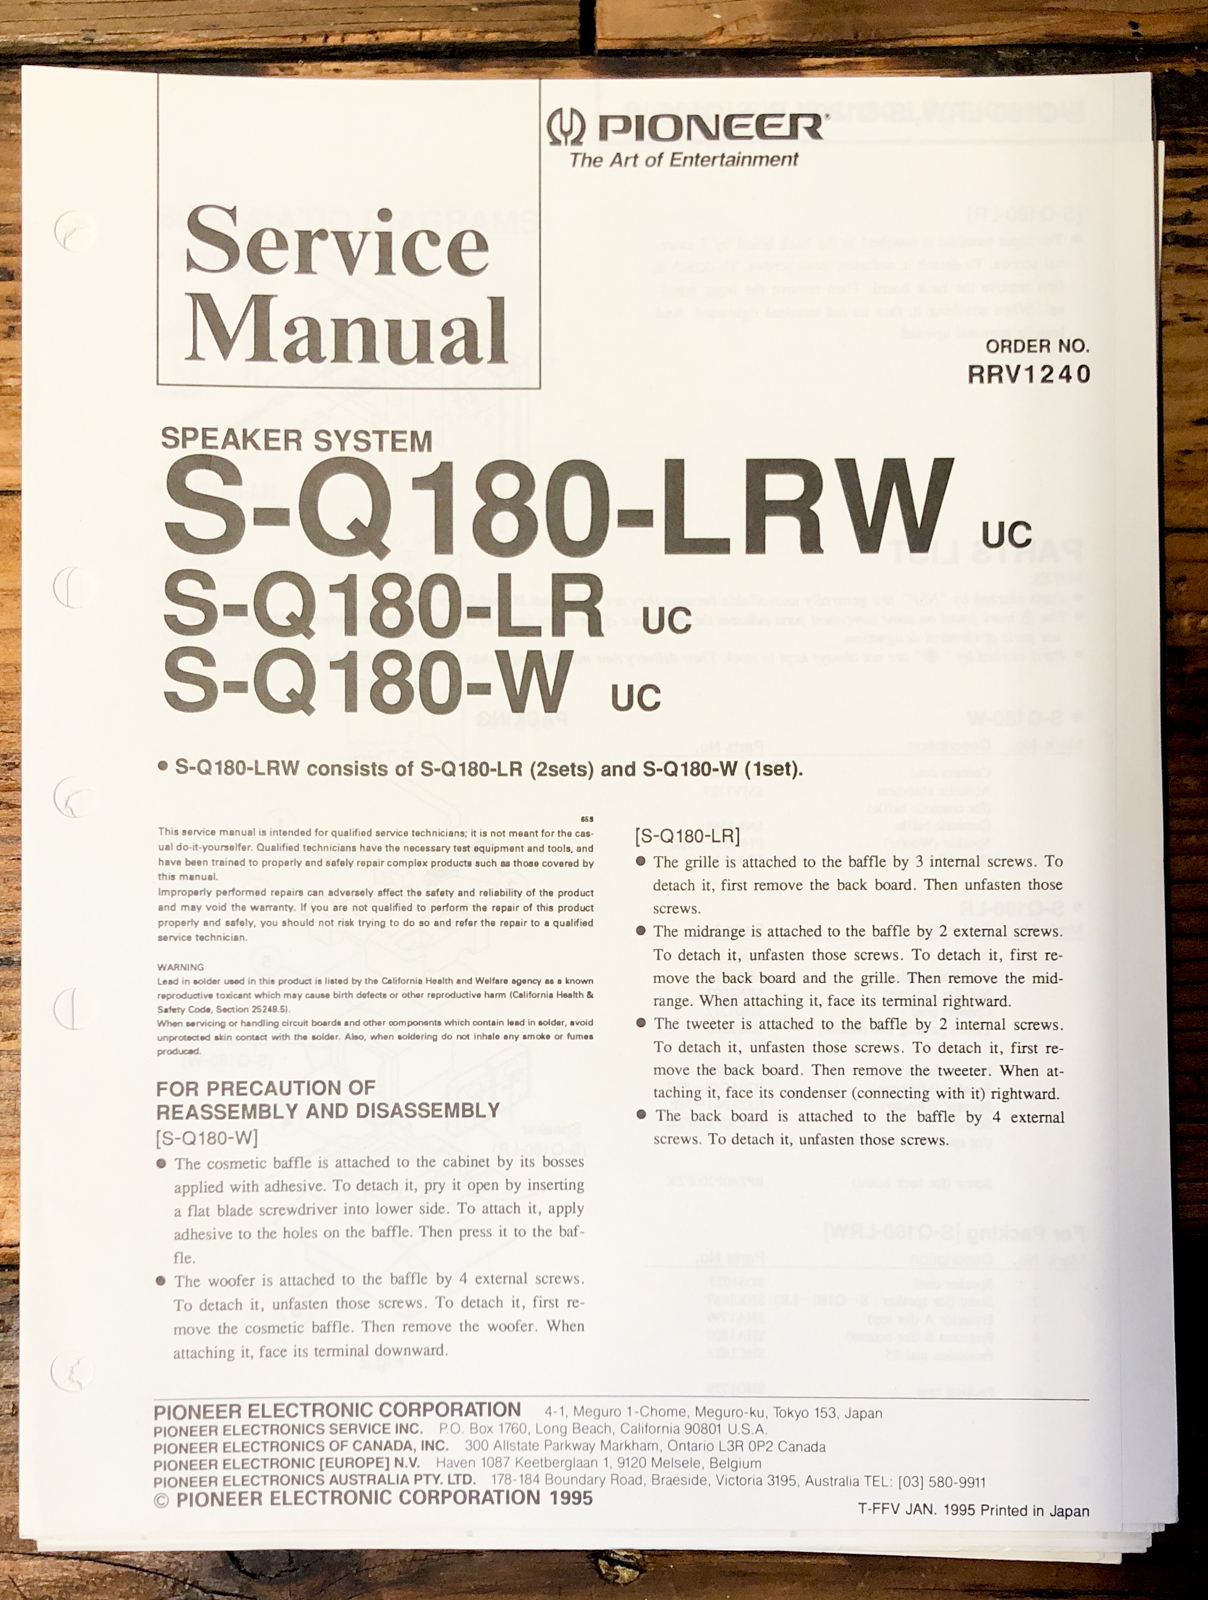 PIONEER
The Art of Entertainment
Service
Manual
ORDER NO.
RRV1240
SPEAKER SYSTEM
S-Q180-LRW UC
S-Q180-LR UC
S-Q180-W UC
● S-Q180-LRW consists of S-Q180-LR (2sets) and S-Q180-W (1set).
This service manual is intended for qualified service technicians; it is not meant for the cas-
ual do-it-yourselfer. Qualified technicians have the necessary test equipment and tools, and
have been trained to properly and safely repair complex products such as those covered by
this manual.
Improperly performed repairs can adversely affect the safety and reliability of the product
and may void the warranty. If you are not qualified to perform the repair of this product
properly and safely, you should not risk trying to do so and refer the repair to a qualified
service technician.
WARNING
Lead in solder used in this product is listed by the California Health and Welfare agency as a known
reproductive toxicant which may cause birth defects or other reproductive harm (California Health &
Safety Code, Section 25249.5).
When servicing or handling circuit boards and other components which contain lead in solder, avoid
unprotected skin contact with the solder. Also, when soldering do not inhale any smoke or fumes
produced.
FOR PRECAUTION OF
REASSEMBLY AND DISASSEMBLY
[S-Q180-W]
● The cosmetic baffle is attached to the cabinet by its bosses
applied with adhesive. To detach it, pry it open by inserting
a flat blade screwdriver into lower side. To attach it, apply
adhesive to the holes on the baffle. Then press it to the baf-
fle.
● The woofer is attached to the baffle by 4 external screws.
To detach it, unfasten those screws. To detach it, first re-
move the cosmetic baffle. Then remove the woofer. When
attaching it, face its terminal downward.
[S-Q180-LR]
● The grille is attached to the baffle by 3 internal screws. To
detach it, first remove the back board. Then unfasten those
screws.
● The midrange is attached to the baffle by 2 external screws.
To detach it, unfasten those screws. To detach it, first re-
move the back board and the grille. Then remove the mid-
range. When attaching it, face its terminal rightward.
● The tweeter is attached to the baffle by 2 internal screws.
To detach it, unfasten those screws. To detach it, first re-
move the back board. Then remove the tweeter. When at-
taching it, face its condenser (connecting with it) rightward.
● The back board is attached to the baffle by 4 external
screws. To detach it, unfasten those screws.
PIONEER ELECTRONIC CORPORATION 4-1, Meguro 1-Chome, Meguro-ku, Tokyo 153, Japan
PIONEER ELECTRONICS SERVICE INC. P.O. Box 1760, Long Beach, California 90801 U.S.A.
PIONEER ELECTRONICS OF CANADA, INC. 300 Allstate Parkway Markham, Ontario L3R 0P2 Canada
PIONEER ELECTRONIC [EUROPE] N.V. Haven 1087 Keetberglaan 1, 9120 Melsele, Belgium
PIONEER ELECTRONICS AUSTRALIA PTY. LTD. 178-184 Boundary Road, Braeside, Victoria 3195, Australia TEL: [03] 580-9911
© PIONEER ELECTRONIC CORPORATION 1995
T-FFV JAN. 1995 Printed in Japan